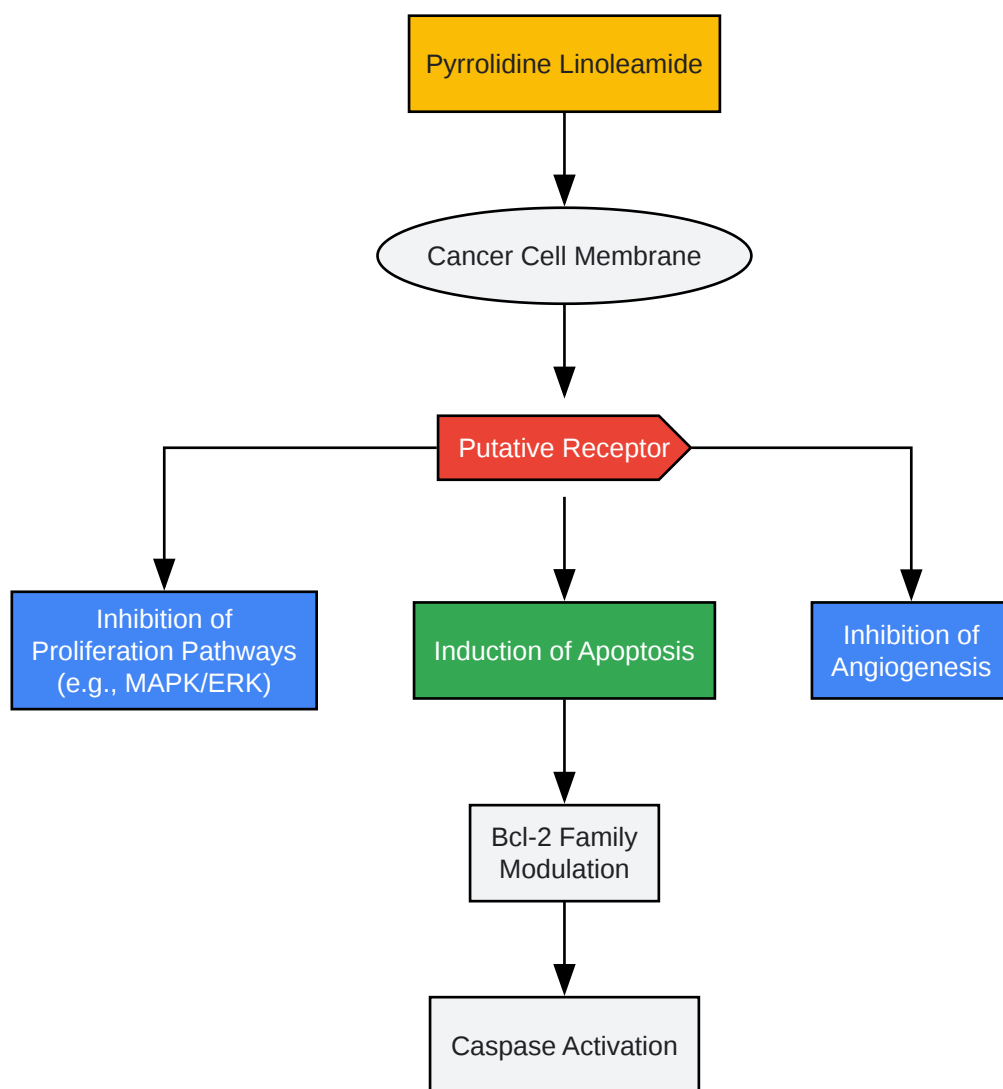 Pyrrolidine Linoleamide
Cancer Cell Membrane
Putative Receptor
Inhibition of
Proliferation Pathways
(e.g., MAPK/ERK)
Induction of Apoptosis
Inhibition of
Angiogenesis
Bcl-2 Family
Modulation
Caspase Activation